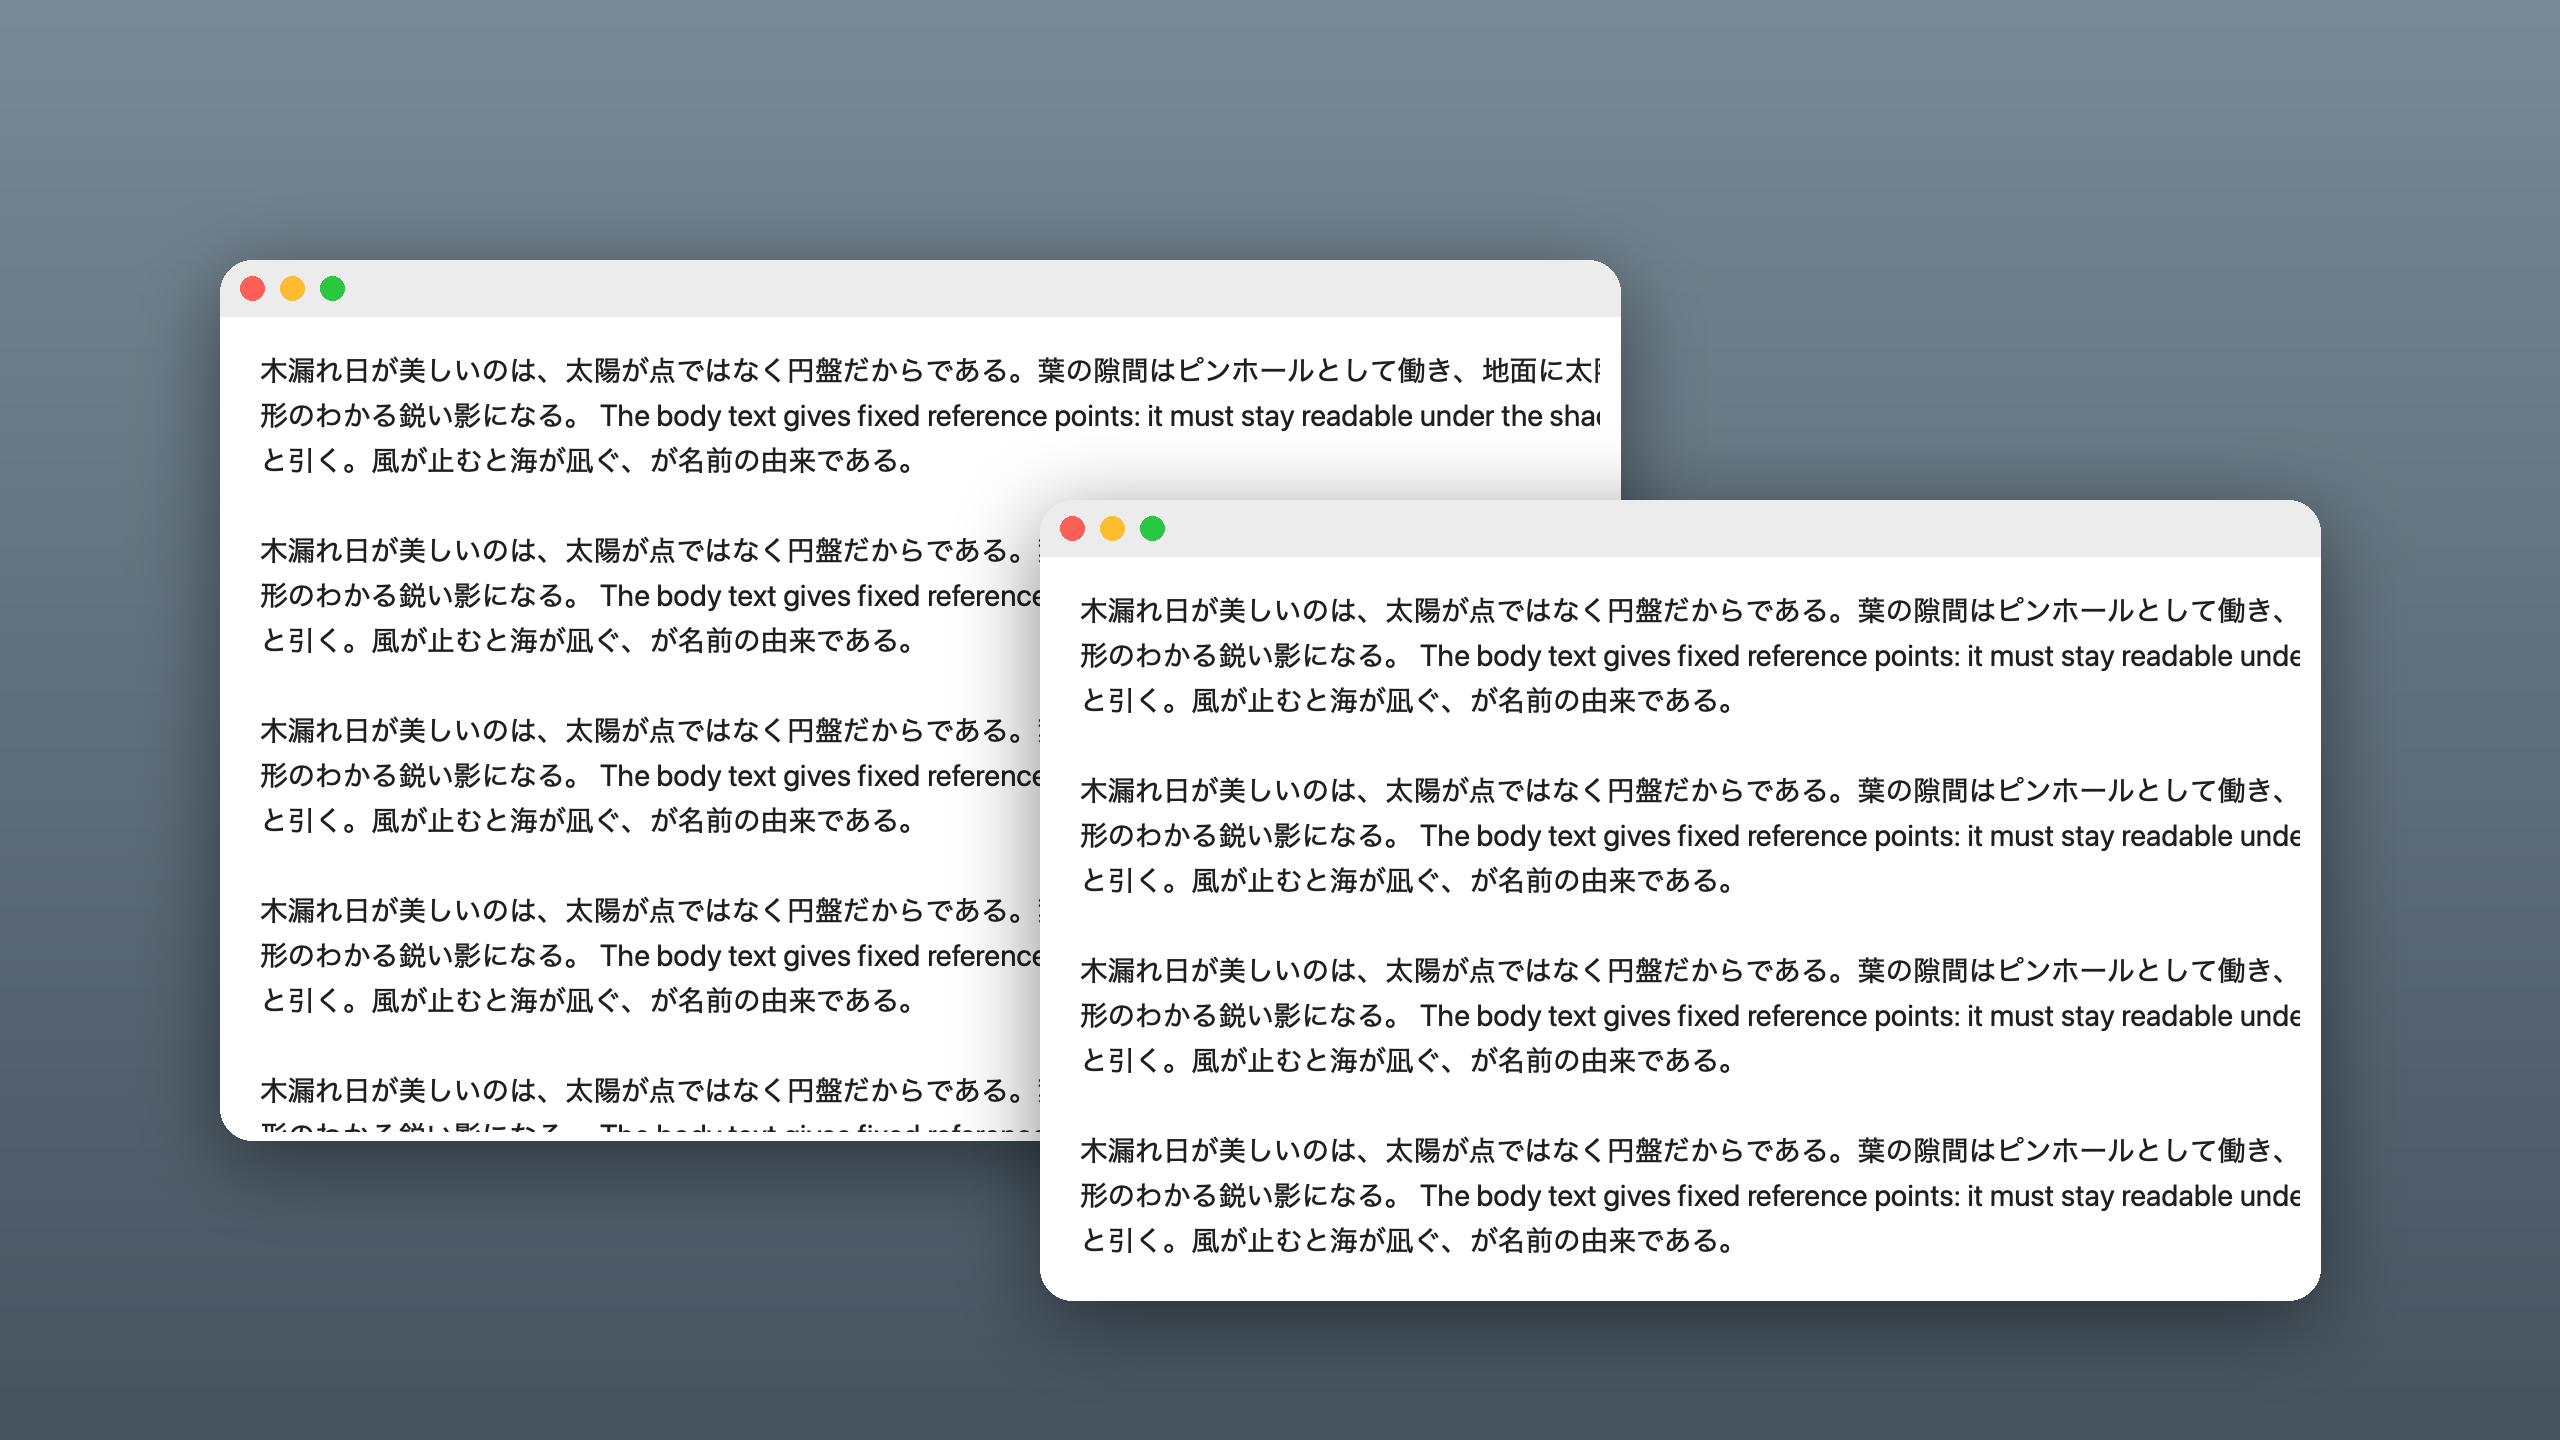 木漏れ日が美しいのは、太陽が点ではなく円盤だからである。葉の隙間はピンホールとして働き、地面に太
形のわかる鋭い影になる。 The body text gives fixed reference points: it must stay readable under the
と引く。風が止むと海が凪ぐ、が名前の由来である。
木漏れ日が美しいのは、太陽が点ではなく円盤だからである。
形のわかる鋭い影になる。 The body text gives fixed reference
と引く。風が止むと海が凪ぐ、が名前の由来である。
木漏れ日が美しいのは、太陽が点ではなく円盤だからである。
形のわかる鋭い影になる。 The body text gives fixed reference
と引く。風が止むと海が凪ぐ、が名前の由来である。
木漏れ日が美しいのは、太陽が点ではなく円盤だからである。
形のわかる鋭い影になる。 The body text gives fixed reference
と引く。風が止むと海が凪ぐ、が名前の由来である。
木漏れ日が美しいのは、太陽が点ではなく円盤だからである。
木漏れ日が美しいのは、太陽が点ではなく円盤だからである。葉の隙間はピンホールとして働き、
形のわかる鋭い影になる。 The body text gives fixed reference points: it must stay readable unde
と引く。風が止むと海が凪ぐ、が名前の由来である。
木漏れ日が美しいのは、太陽が点ではなく円盤だからである。葉の隙間はピンホールとして働き、
形のわかる鋭い影になる。 The body text gives fixed reference points: it must stay readable unde
と引く。風が止むと海が凪ぐ、が名前の由来である。
木漏れ日が美しいのは、太陽が点ではなく円盤だからである。葉の隙間はピンホールとして働き、
形のわかる鋭い影になる。 The body text gives fixed reference points: it must stay readable unde
と引く。風が止むと海が凪ぐ、が名前の由来である。
木漏れ日が美しいのは、太陽が点ではなく円盤だからである。葉の隙間はピンホールとして働き、
形のわかる鋭い影になる。 The body text gives fixed reference points: it must stay readable unde
と引く。風が止むと海が凪ぐ、が名前の由来である。